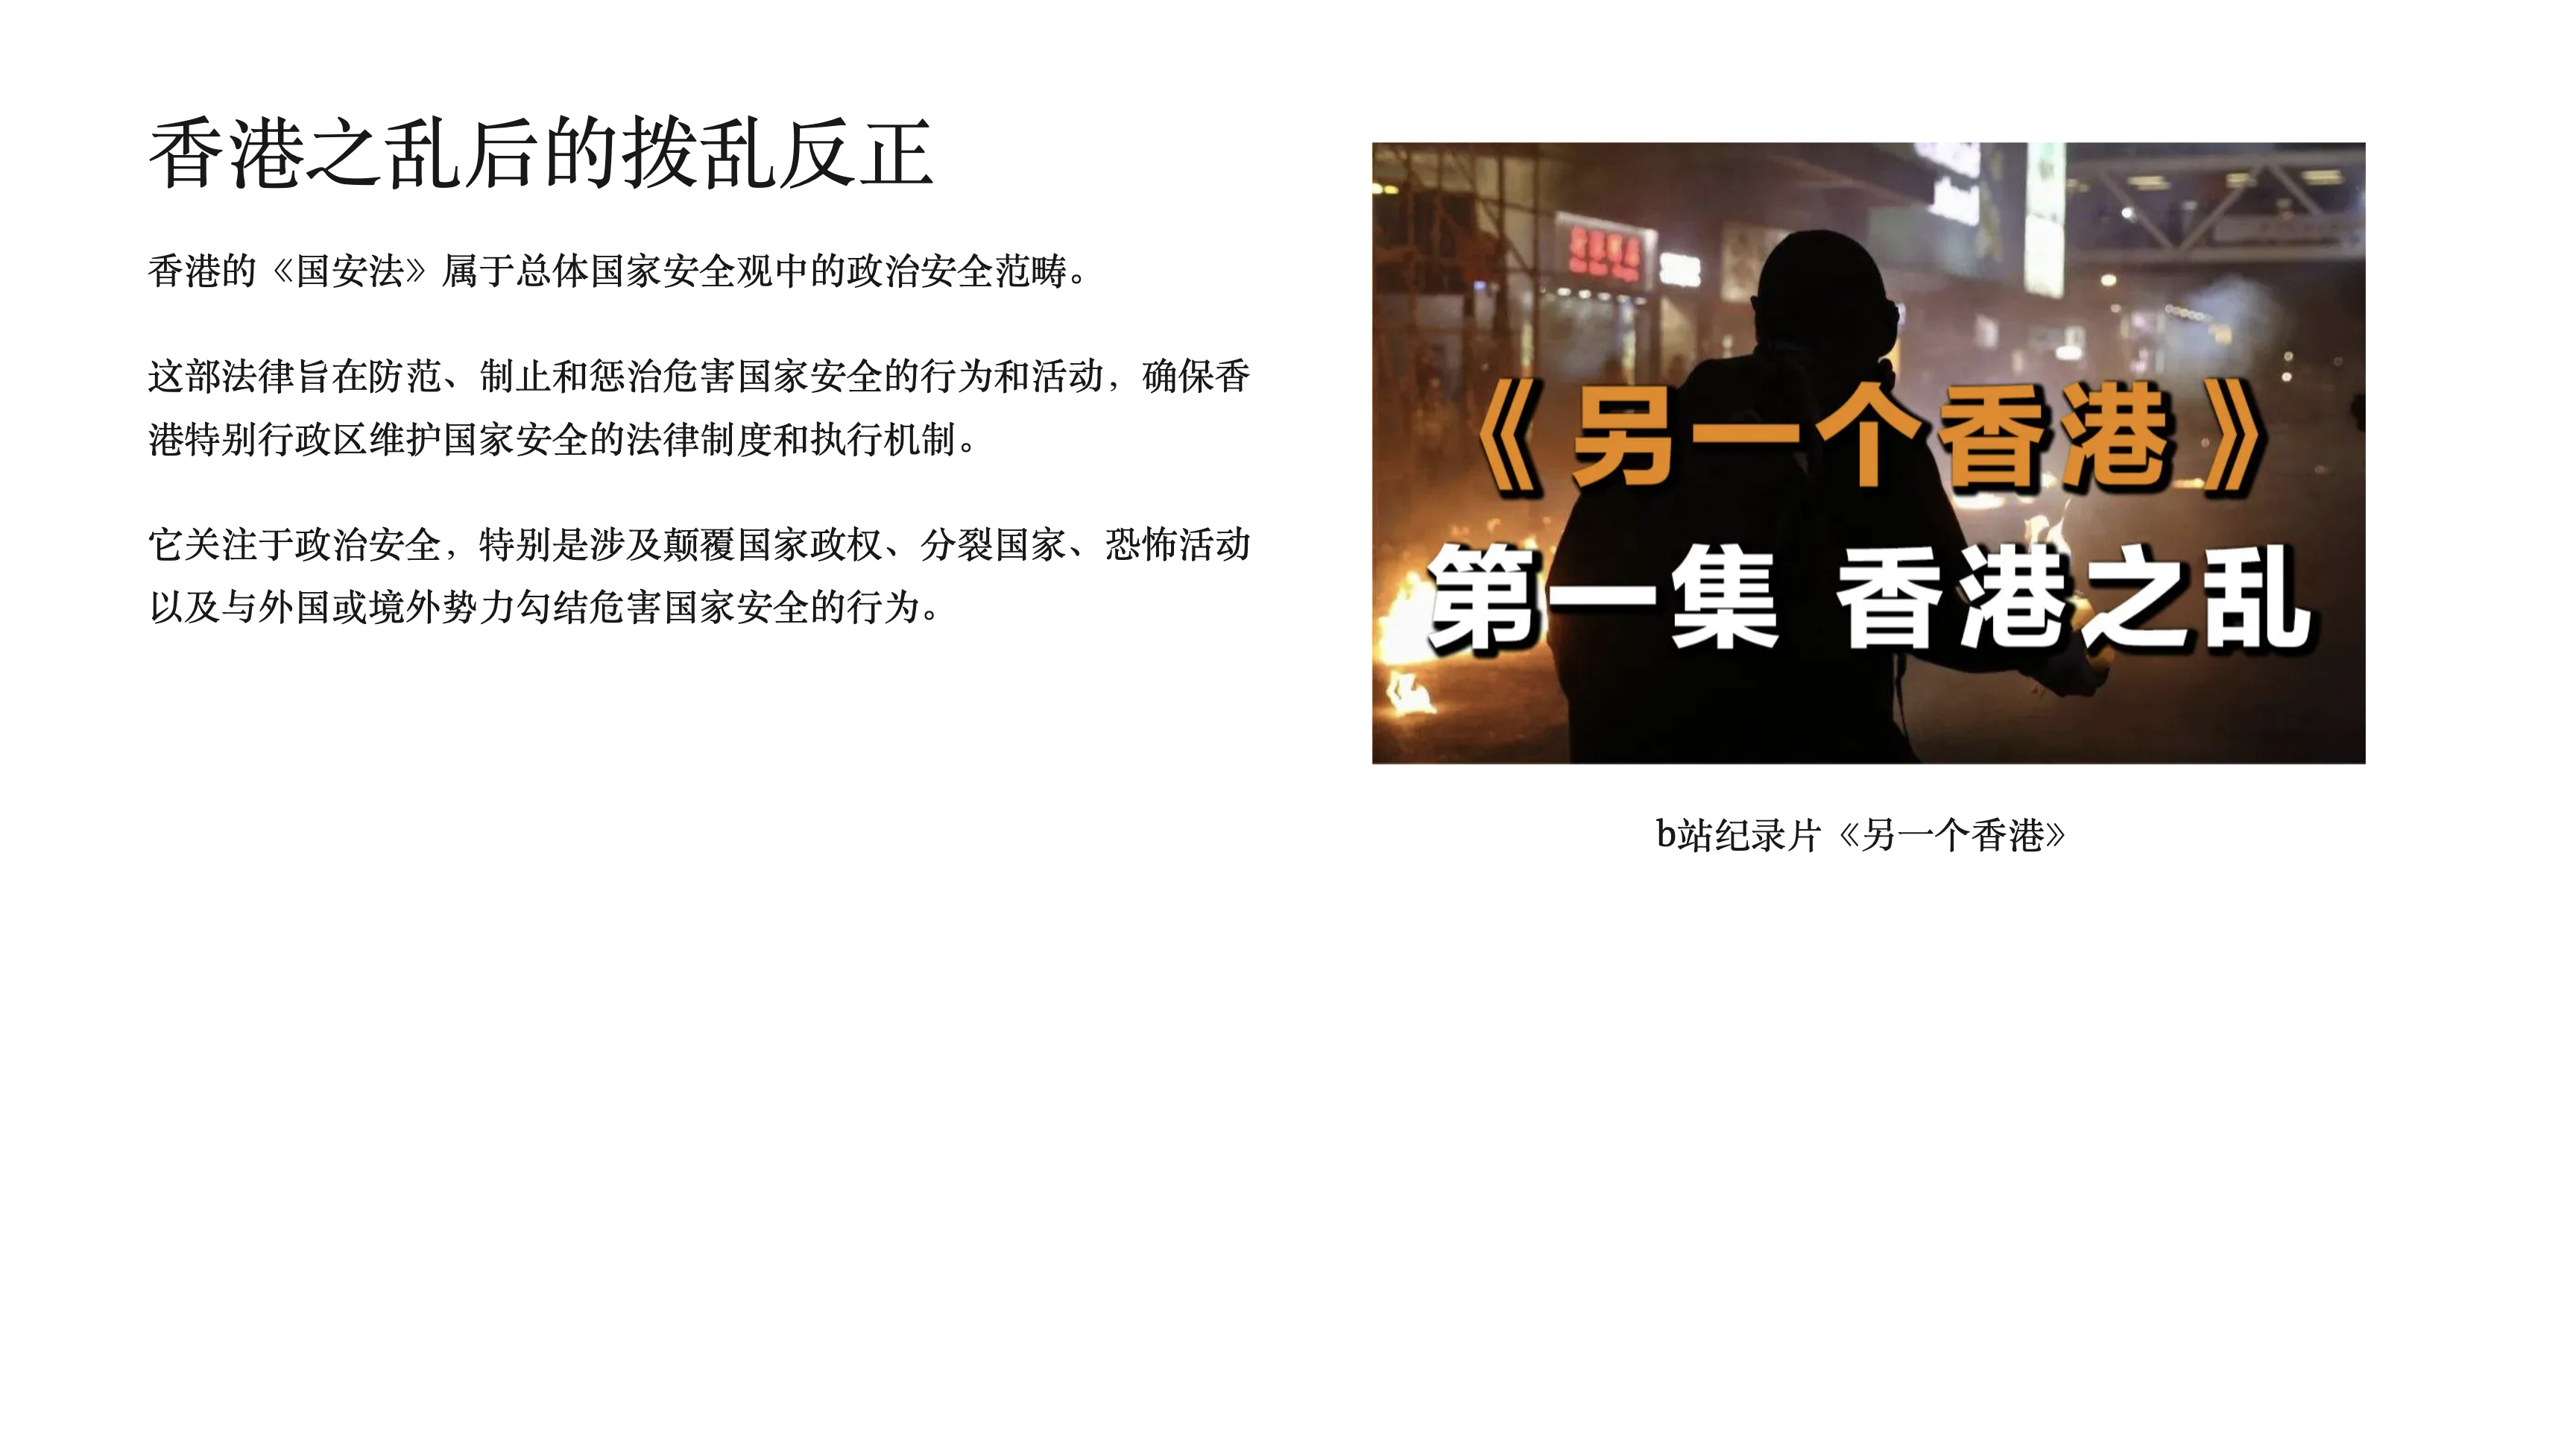 香港之乱后的拨乱反正
香港的《国安法》属于总体国家安全观中的政治安全范畴。
这部法律旨在防范、制止和惩治危害国家安全的行为和活动，确保香
港特别行政区维护国家安全的法律制度和执行机制。
它关注于政治安全，特别是涉及颠覆国家政权、分裂国家、恐怖活动
以及与外国或境外势力勾结危害国家安全的行为。
《另一个香港》
第一集 香港之乱
b站纪录片《另一个香港》